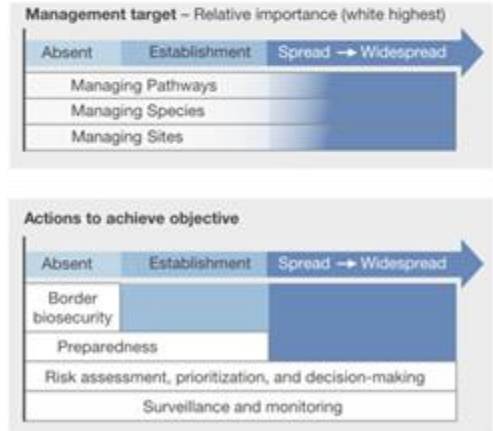 Management target – Relative importance (white highest)
Absent Establishment Spread → Widespread
Managing Pathways
Managing Species
Managing Sites
Actions to achieve objective
Absent Establishment Spread → Widespread
Border
biosecurity
Preparedness
Risk assessment, prioritization, and decision-making
Surveillance and monitoring